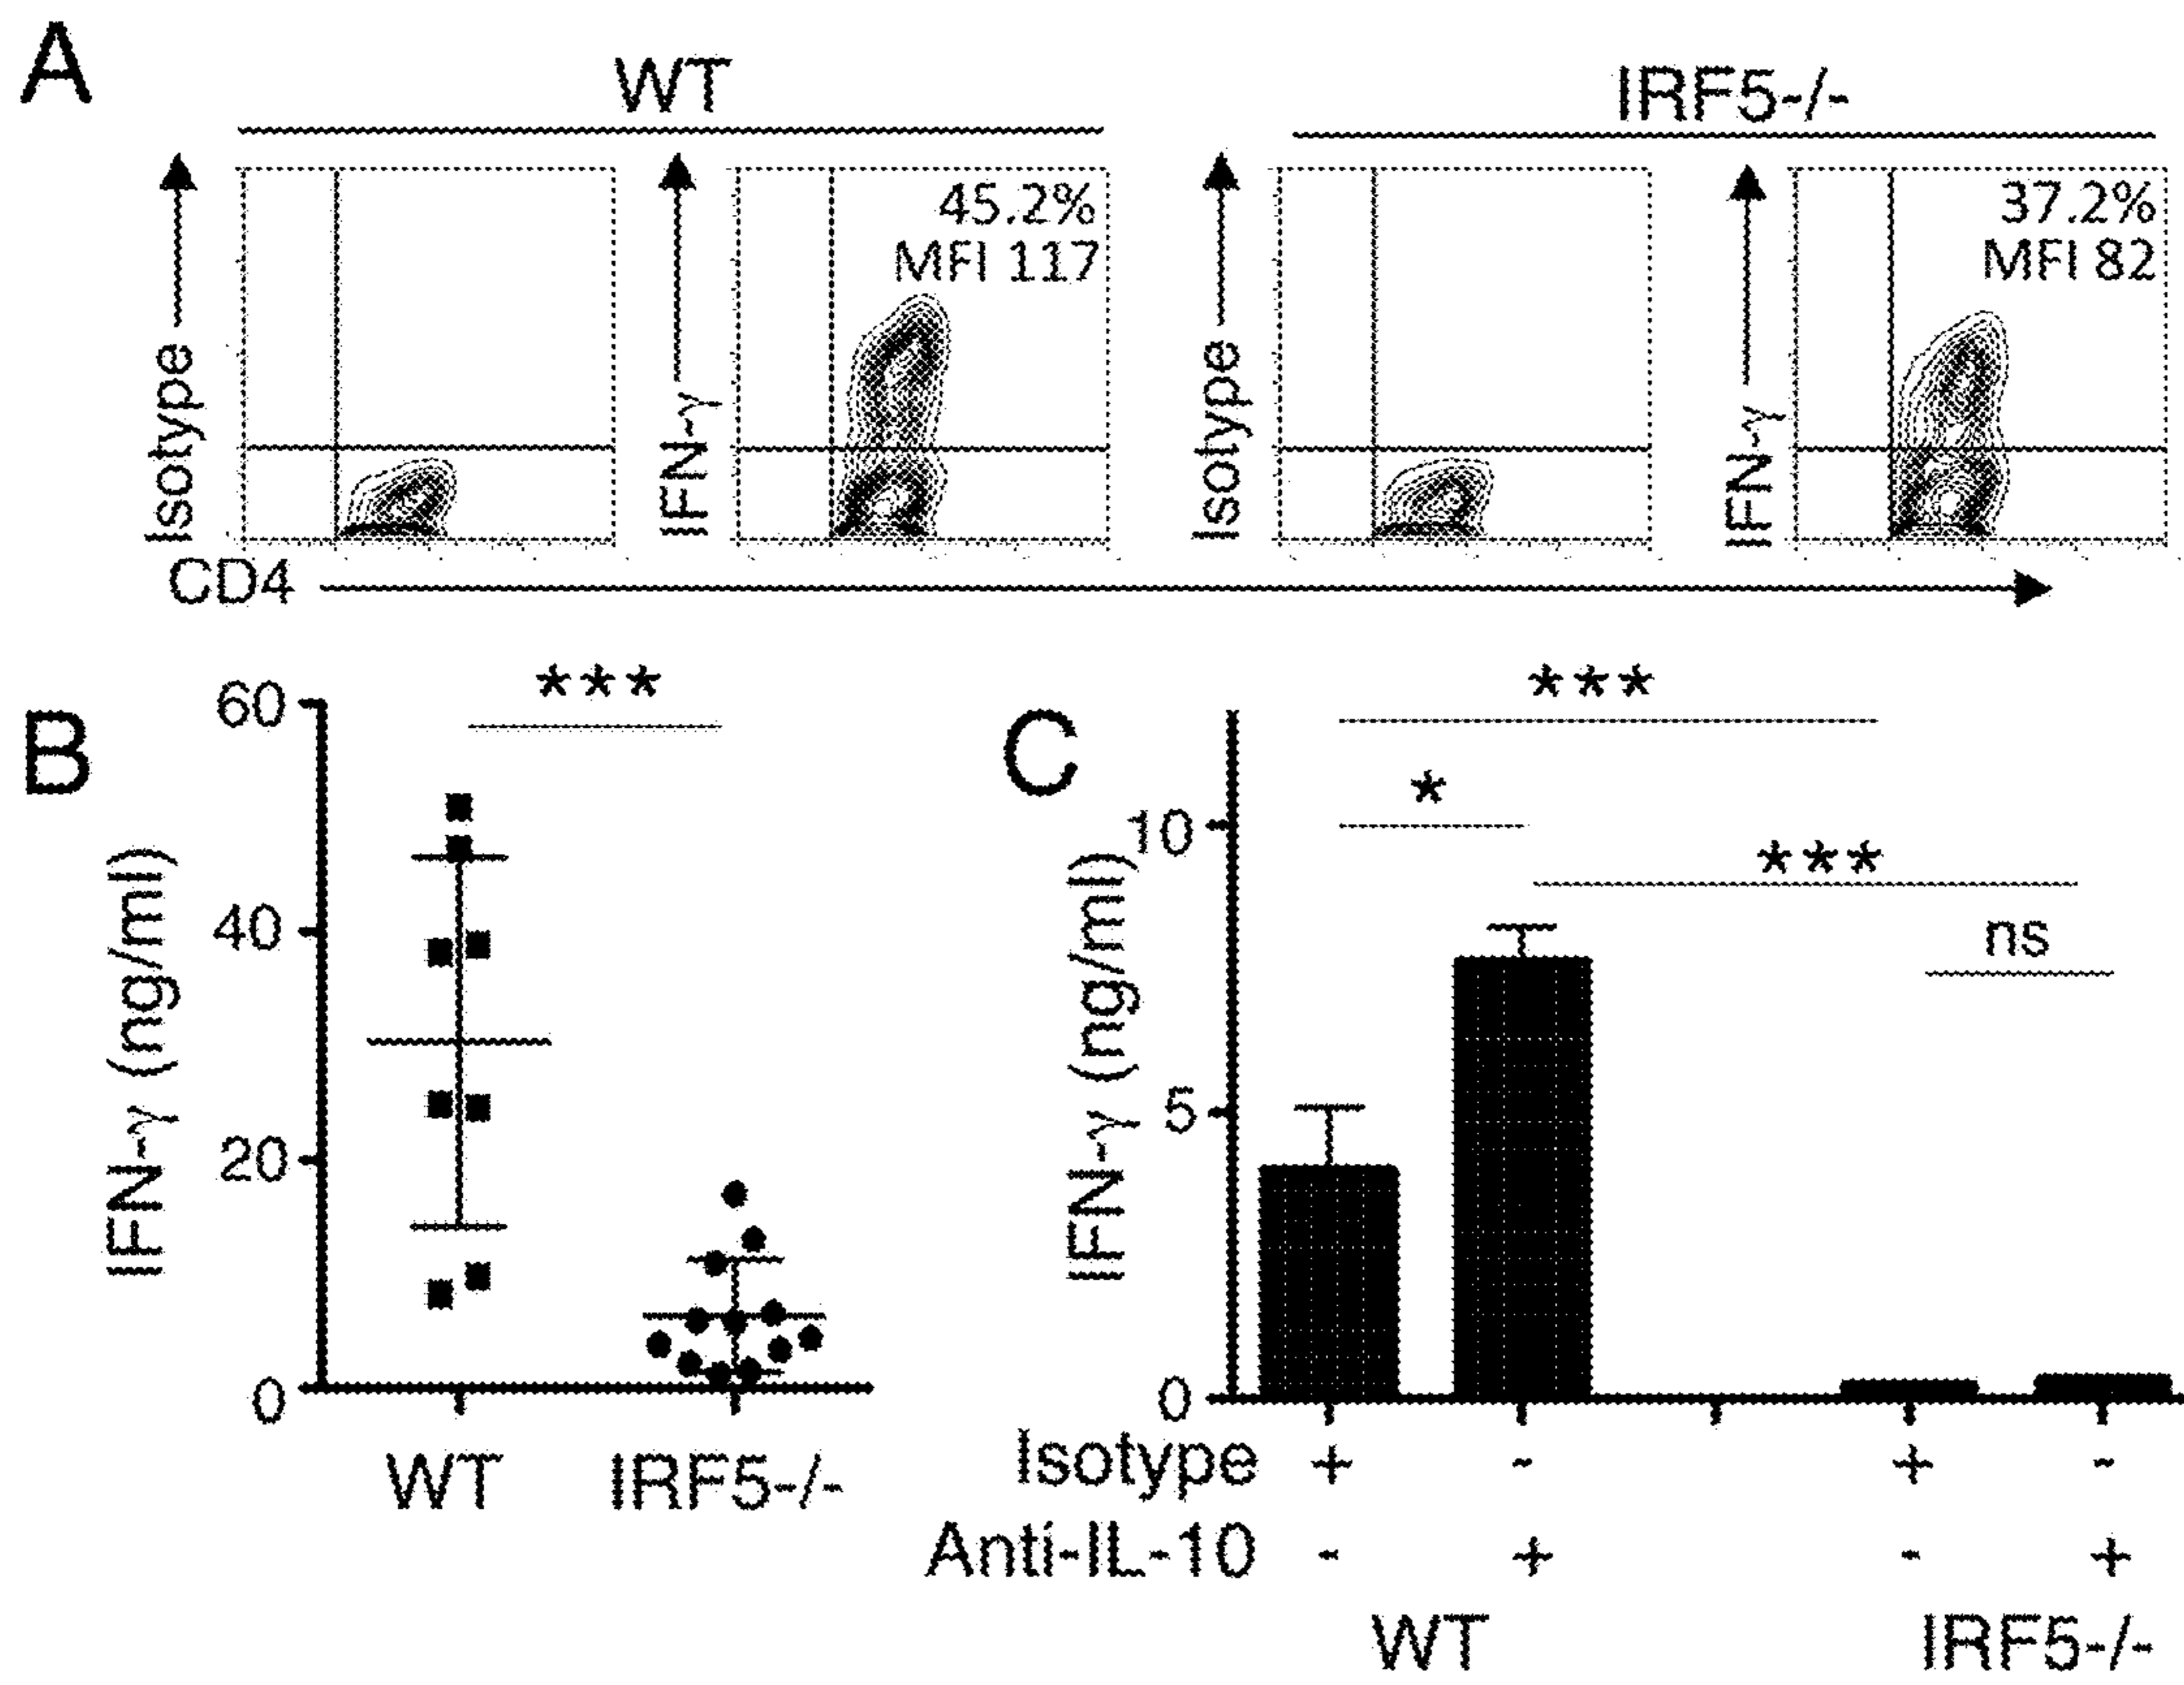 A
WT
IRF5-/-
Isotype
IFN-γ
45.2%
MFI 117
Isotype
IFN-γ
37.2%
MFI 82
CD4
B
***
60
40
20
0
IFN-γ (ng/ml)
WT
IRF5-/-
C
***
*
***
ns
10
5
0
IFN-γ (ng/ml)
Isotype + - + -
Anti-IL-10 - + - +
WT
IRF5-/-